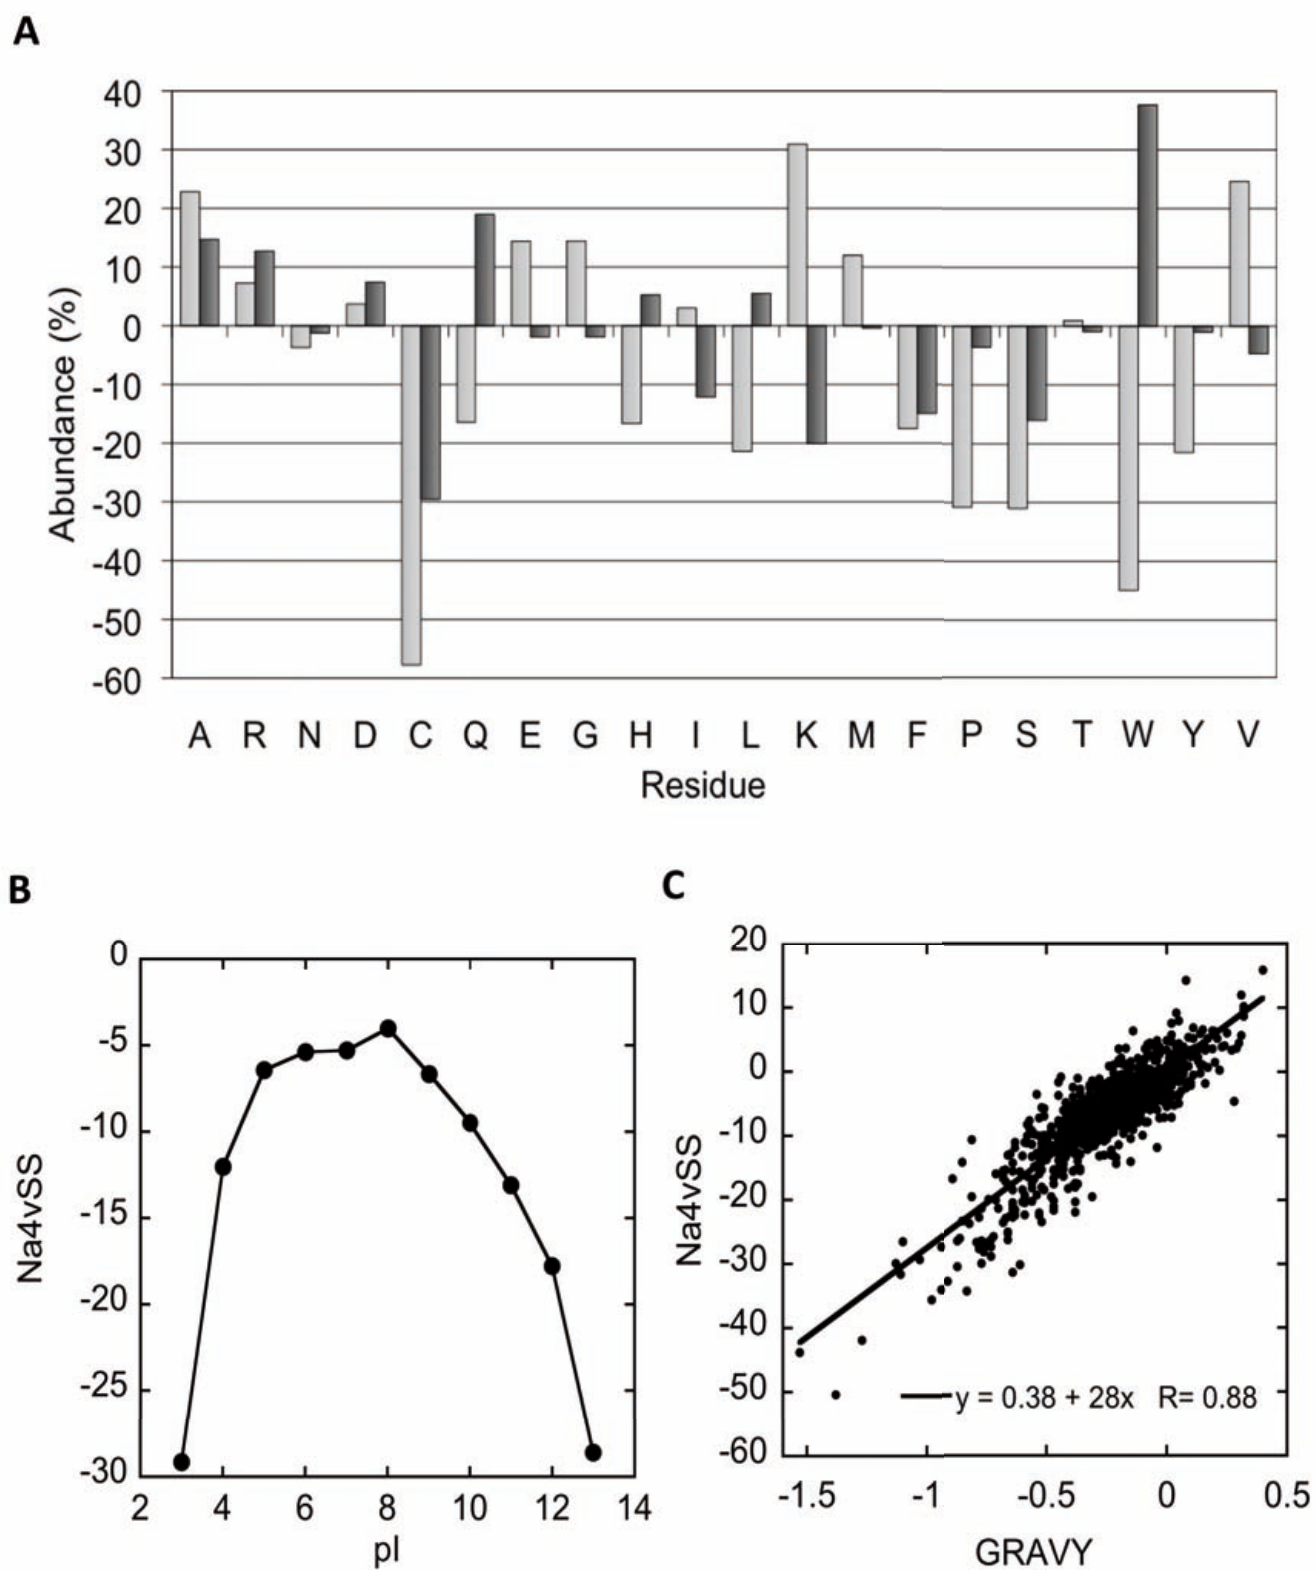 A
40
30
20
10
0
-10
-20
-30
-40
-50
-60
Abundance (%)
A R N D C Q E G H I L K M F P S T W Y V
Residue
B
0
-5
-10
-15
-20
-25
-30
Na4vSS
2 4 6 8 10 12 14
pI
C
20
10
0
-10
-20
-30
-40
-50
-60
Na4vSS
y = 0.38 + 28x R= 0.88
-1.5 -1 -0.5 0 0.5
GRAVY